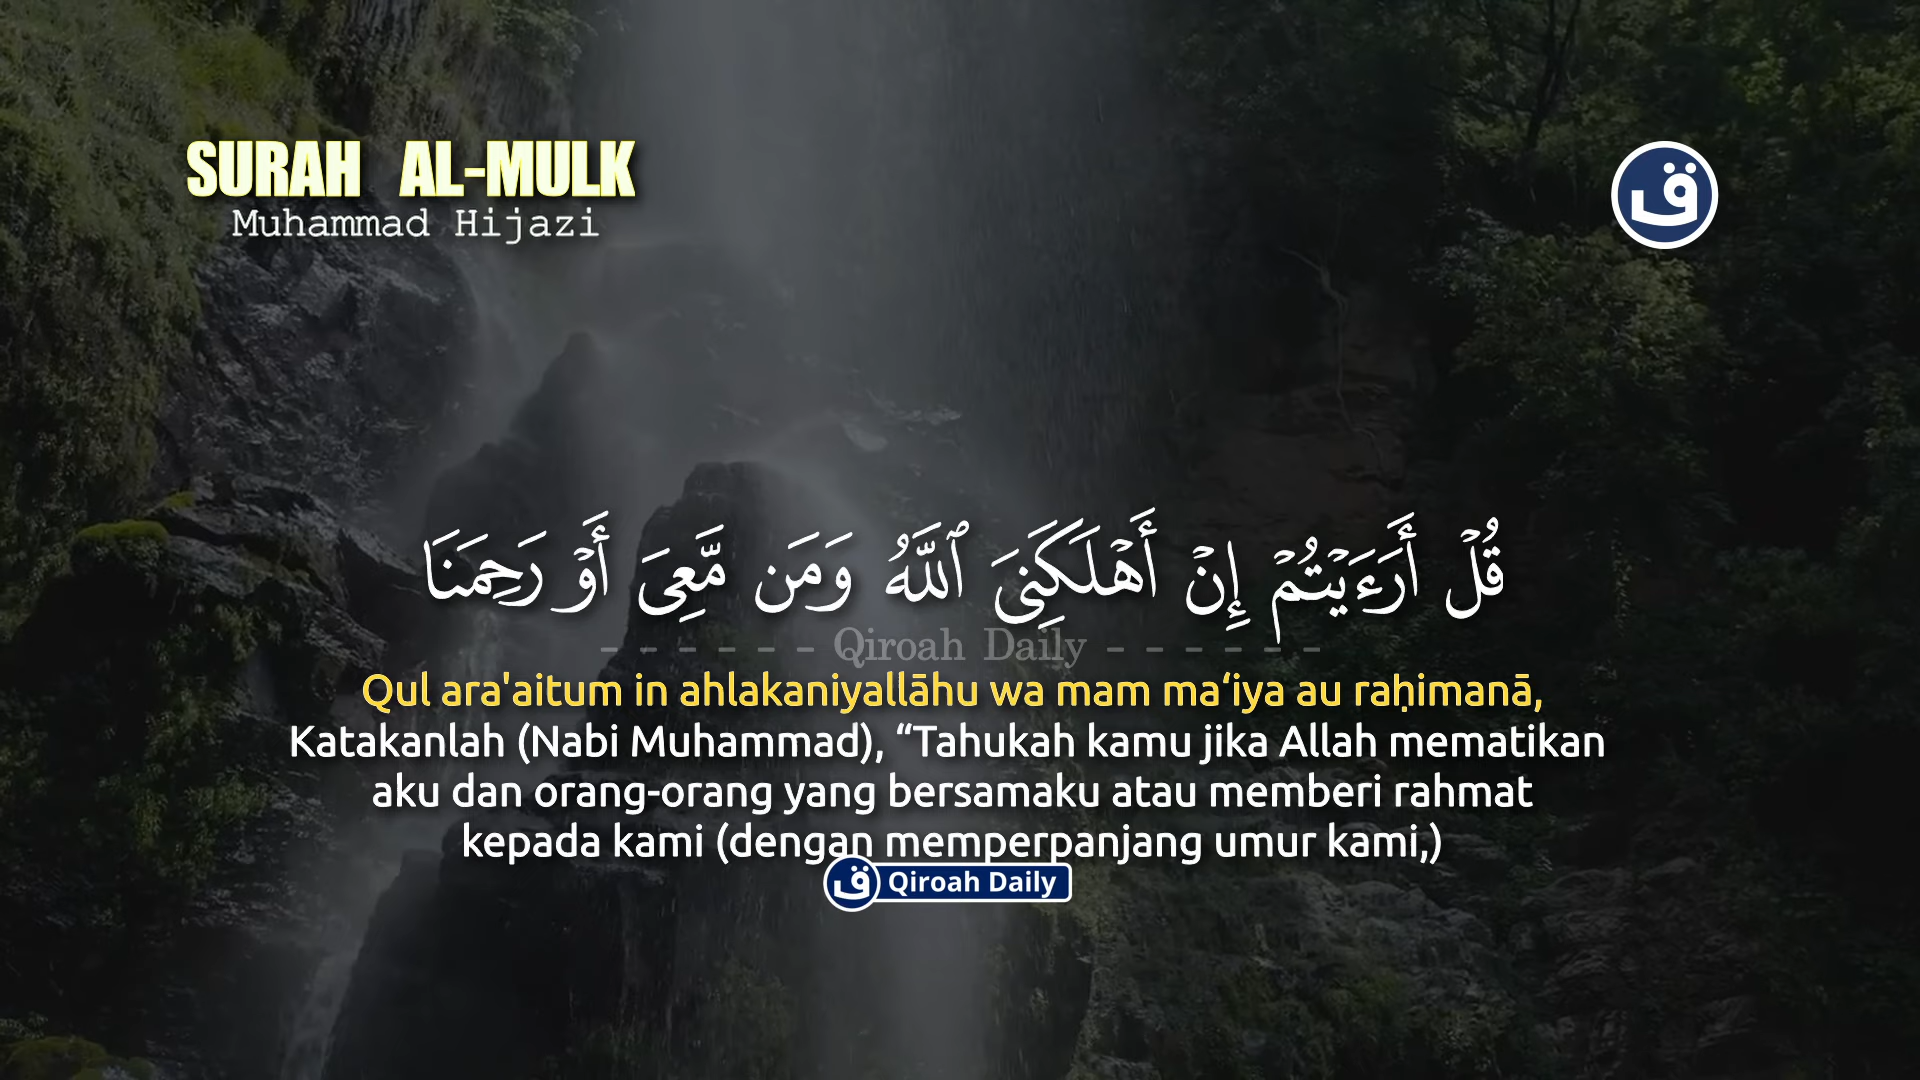 SURAH AL-MULK
Muhammad Hijazi
ق
قُلْ أَرَءَيْتُمْ إِنْ أَهْلَكَنِىَ ٱللَّهُ وَمَن مَّعِىَ أَوْ رَحِمَنَا
- - - - - - Qiroah Daily - - - - - -
Qul ara'aitum in ahlakaniyallāhu wa mam ma‘iya au raḥimanā,
Katakanlah (Nabi Muhammad), “Tahukah kamu jika Allah mematikan
aku dan orang-orang yang bersamaku atau memberi rahmat
kepada kami (dengan memperpanjang umur kami,)
ق Qiroah Daily